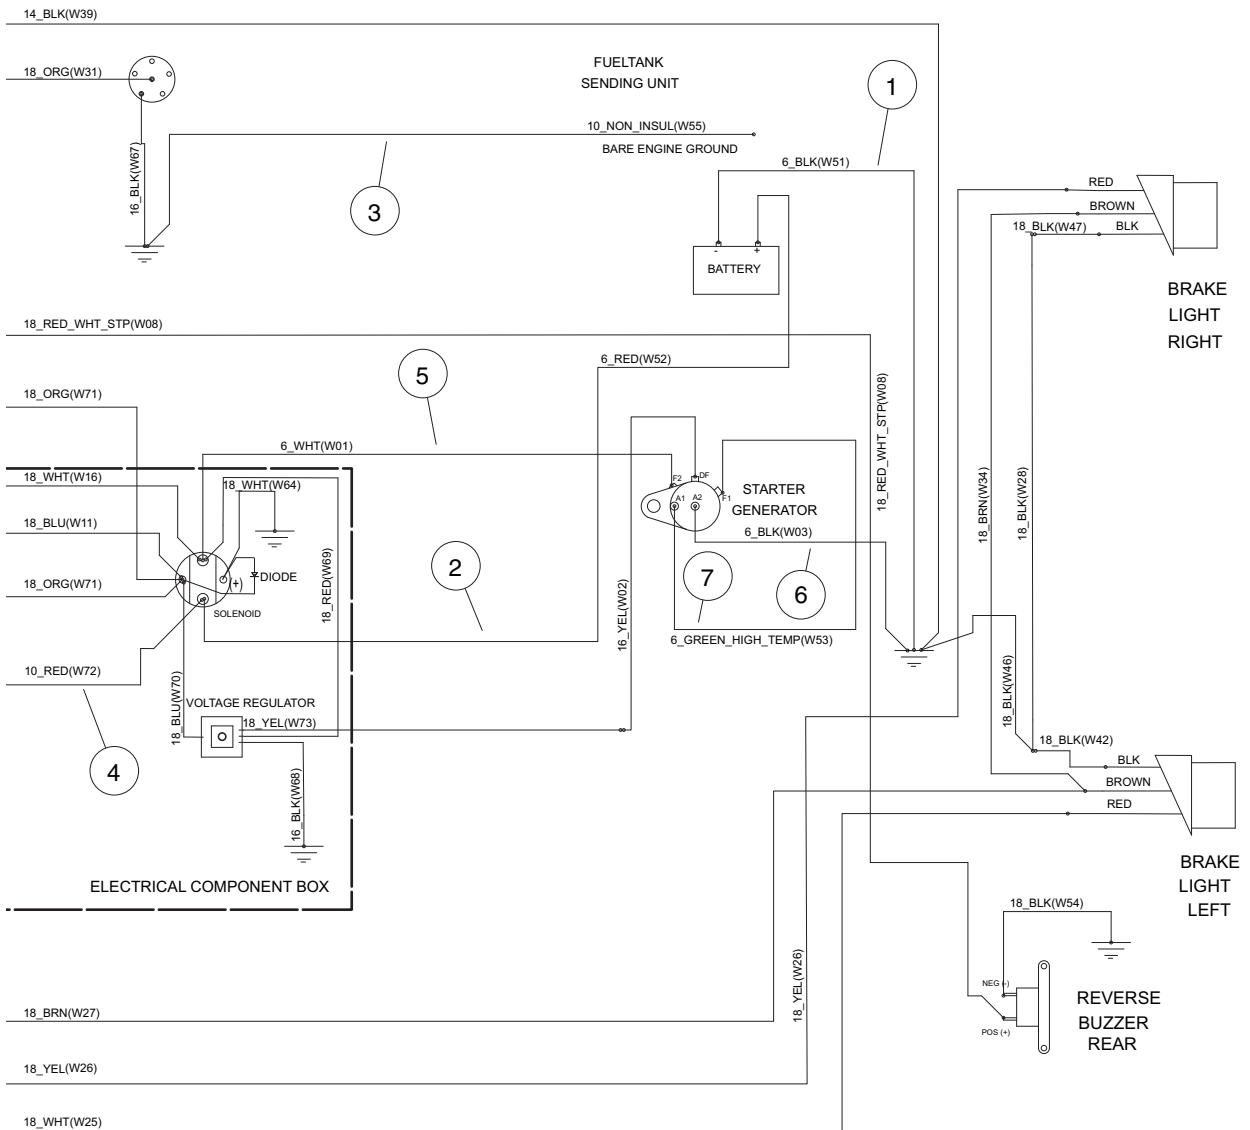 14_BLK(W39)
18_ORG(W31)
FUELTANK
SENDING UNIT
1
10_NON_INSUL(W55)
BARE ENGINE GROUND
6_BLK(W51)
16_BLK(W67)
3
RED
BROWN
18_BLK(W47)
BLK
- +
BATTERY
BRAKE
LIGHT
RIGHT
18_RED_WHT_STP(W08)
6_RED(W52)
5
18_ORG(W71)
18_RED_WHT_STP(W08)
6_WHT(W01)
18_WHT(W16)
18_WHT(W64)
F2
DF
A1
A2
F1
STARTER
GENERATOR
18_BRN(W34)
18_BLK(W28)
18_BLU(W11)
6_BLK(W03)
18_ORG(W71)
(+)
DIODE
SOLENOID
18_RED(W69)
2
7
6
16_YEL(W02)
6_GREEN_HIGH_TEMP(W53)
10_RED(W72)
18_BLU(W70)
VOLTAGE REGULATOR
18_YEL(W73)
18_BLK(W46)
18_BLK(W42)
4
BLK
BROWN
RED
16_BLK(W68)
ELECTRICAL COMPONENT BOX
BRAKE
LIGHT
LEFT
18_BLK(W54)
18_YEL(W26)
NEG (-)
POS (+)
REVERSE
BUZZER
REAR
18_BRN(W27)
18_YEL(W26)
18_WHT(W25)